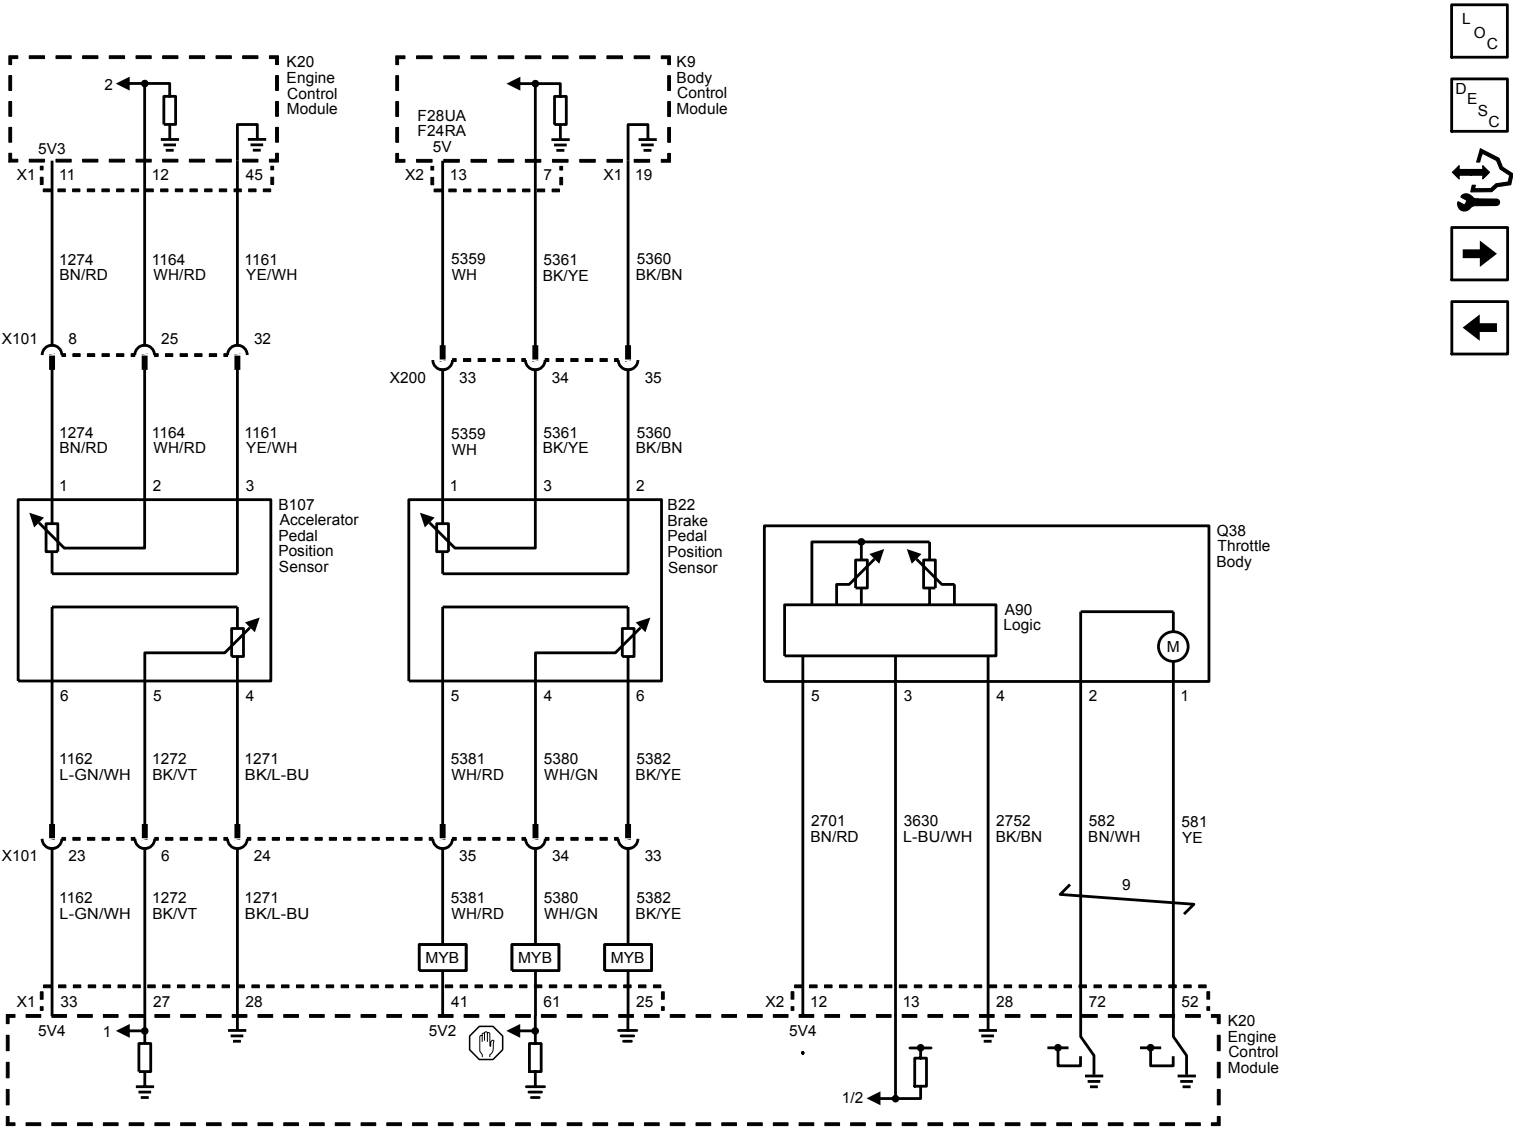 L
O
C
D
E
S
C
K20
Engine
Control
Module
2
5V3
K9
Body
Control
Module
F28UA
F24RA
5V
X1 11 12 45
X2 13 7 X1 19
1274
BN/RD
1164
WH/RD
1161
YE/WH
5359
WH
5361
BK/YE
5360
BK/BN
X101 8 25 32
X200 33 34 35
1274
BN/RD
1164
WH/RD
1161
YE/WH
5359
WH
5361
BK/YE
5360
BK/BN
1 2 3
1 3 2
B107
Accelerator
Pedal
Position
Sensor
B22
Brake
Pedal
Position
Sensor
Q38
Throttle
Body
A90
Logic
M
6 5 4
5 4 6
5 3 4 2 1
1162
L-GN/WH
1272
BK/VT
1271
BK/L-BU
5381
WH/RD
5380
WH/GN
5382
BK/YE
2701
BN/RD
3630
L-BU/WH
2752
BK/BN
582
BN/WH
581
YE
X101 23 6 24 35 34 33
1162
L-GN/WH
1272
BK/VT
1271
BK/L-BU
5381
WH/RD
5380
WH/GN
5382
BK/YE
9
MYB MYB MYB
X1 33 27 28 41 61 25
X2 12 13 28 72 52
5V4
1
5V2
5V4
1/2
K20
Engine
Control
Module